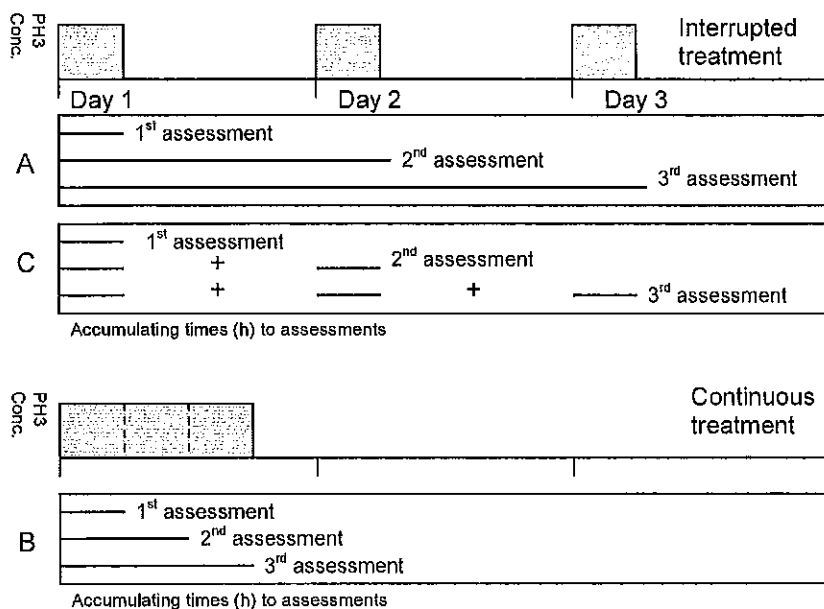 PH3
Conc.
Interrupted
treatment
Day 1
Day 2
Day 3
A
1st assessment
2nd assessment
3rd assessment
C
1st assessment
+
2nd assessment
+
+
3rd assessment
Accumulating times (h) to assessments
PH3
Conc.
Continuous
treatment
B
1st assessment
2nd assessment
3rd assessment
Accumulating times (h) to assessments